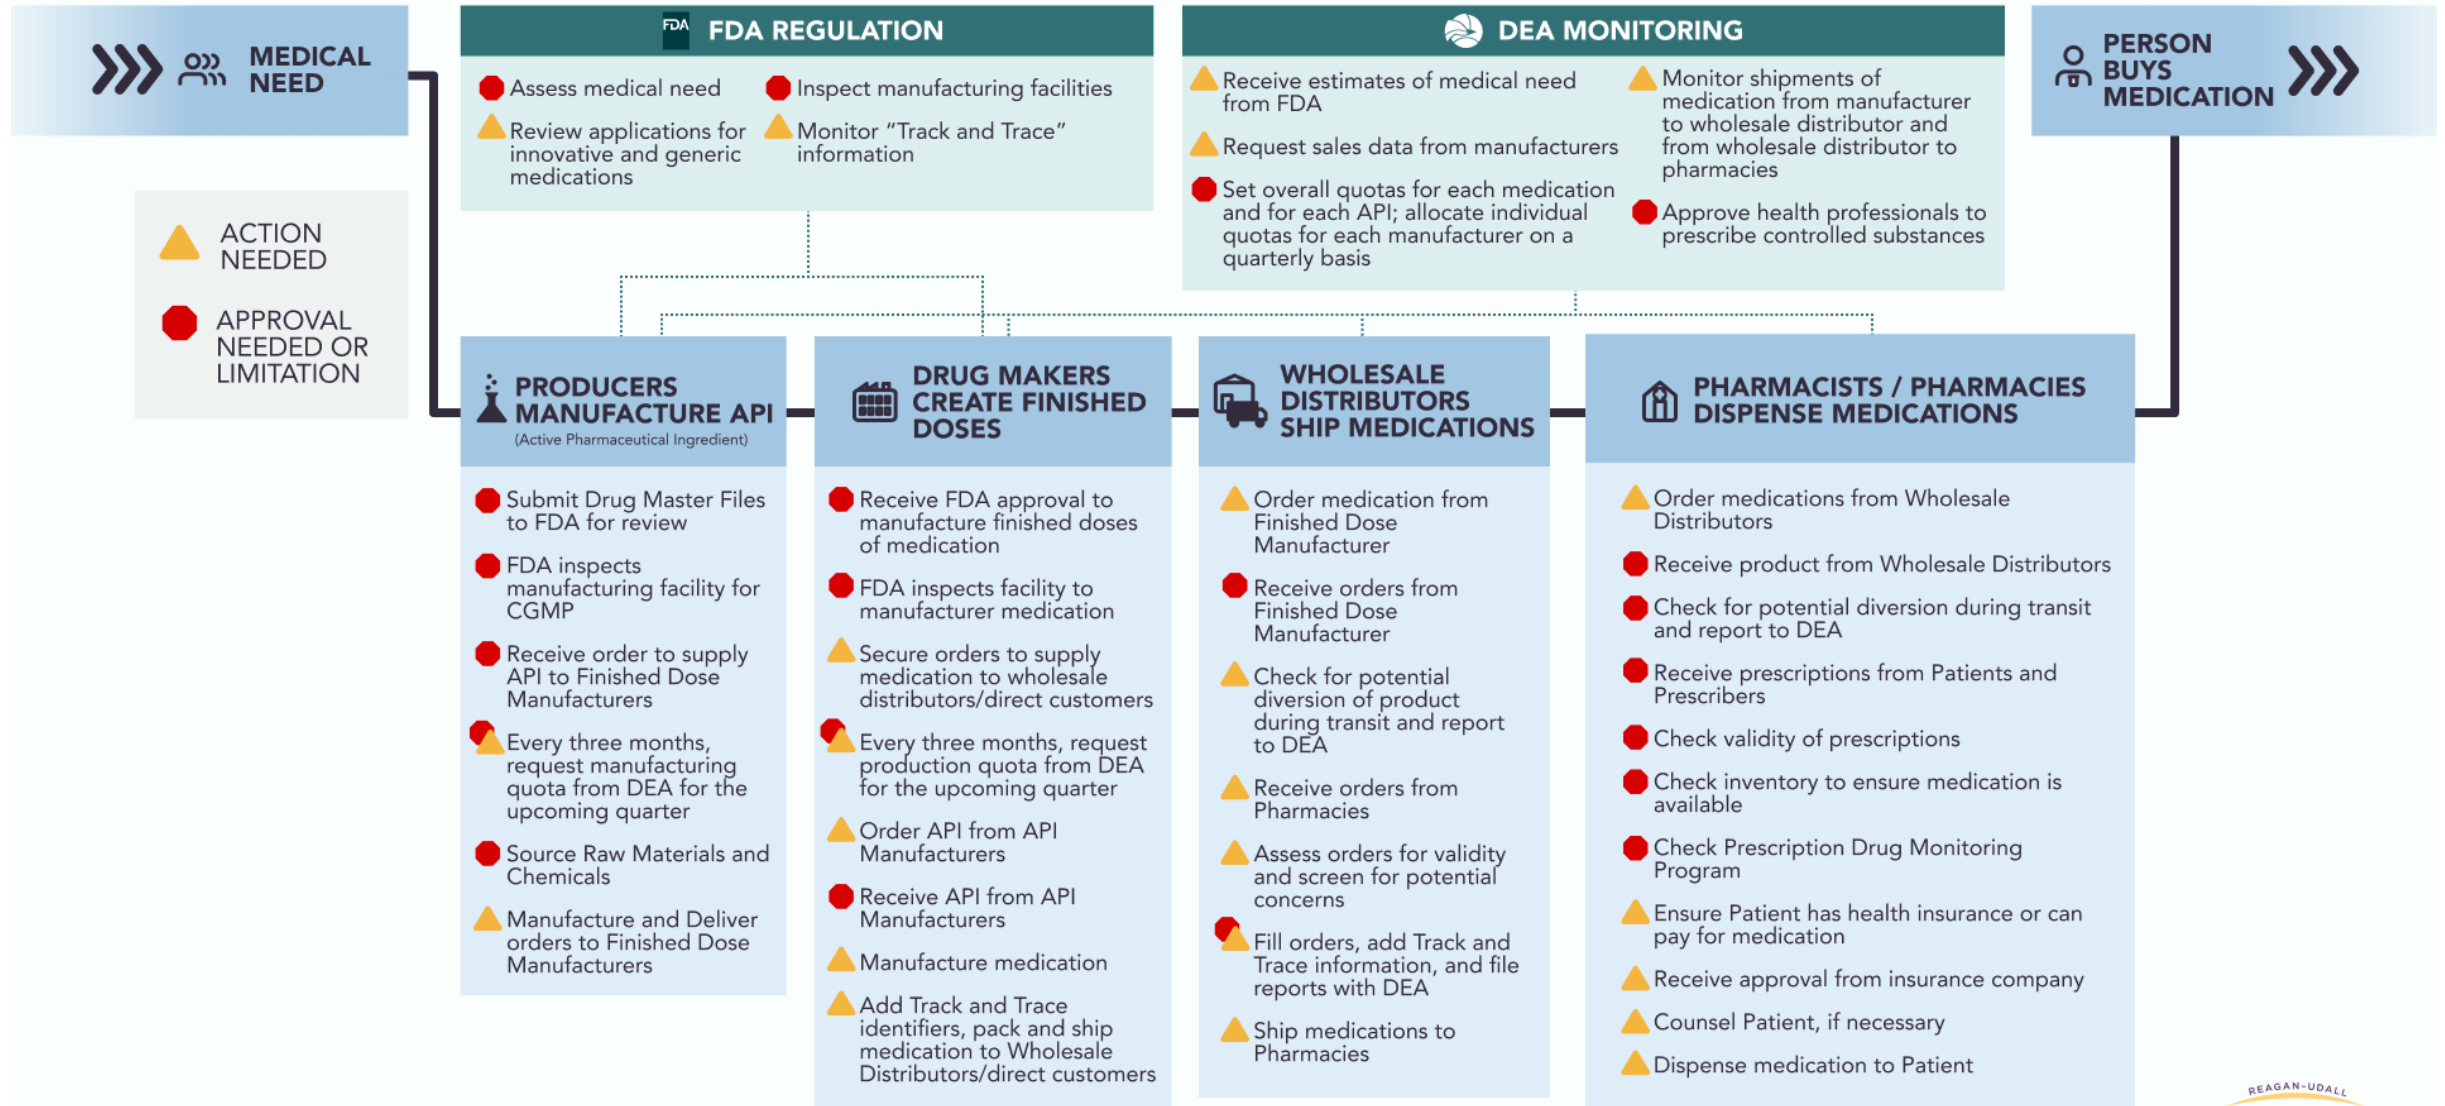 MEDICAL
NEED
FDA
FDA REGULATION
Assess medical need
Review applications for
innovative and generic
medications
Inspect manufacturing facilities
Monitor “Track and Trace”
information
DEA MONITORING
Receive estimates of medical need
from FDA
Request sales data from manufacturers
Set overall quotas for each medication
and for each API; allocate individual
quotas for each manufacturer on a
quarterly basis
Monitor shipments of
medication from manufacturer
to wholesale distributor and
from wholesale distributor to
pharmacies
Approve health professionals to
prescribe controlled substances
PERSON
BUYS
MEDICATION
ACTION
NEEDED
APPROVAL
NEEDED OR
LIMITATION
PRODUCERS
MANUFACTURE API
(Active Pharmaceutical Ingredient)
Submit Drug Master Files
to FDA for review
FDA inspects
manufacturing facility for
CGMP
Receive order to supply
API to Finished Dose
Manufacturers
Every three months,
request manufacturing
quota from DEA for the
upcoming quarter
Source Raw Materials and
Chemicals
Manufacture and Deliver
orders to Finished Dose
Manufacturers
DRUG MAKERS
CREATE FINISHED
DOSES
Receive FDA approval to
manufacture finished doses
of medication
FDA inspects facility to
manufacturer medication
Secure orders to supply
medication to wholesale
distributors/direct customers
Every three months, request
production quota from DEA
for the upcoming quarter
Order API from API
Manufacturers
Receive API from API
Manufacturers
Manufacture medication
Add Track and Trace
identifiers, pack and ship
medication to Wholesale
Distributors/direct customers
WHOLESALE
DISTRIBUTORS
SHIP MEDICATIONS
Order medication from
Finished Dose
Manufacturer
Receive orders from
Finished Dose
Manufacturer
Check for potential
diversion of product
during transit and report
to DEA
Receive orders from
Pharmacies
Assess orders for validity
and screen for potential
concerns
Fill orders, add Track and
Trace information, and file
reports with DEA
Ship medications to
Pharmacies
PHARMACISTS / PHARMACIES
DISPENSE MEDICATIONS
Order medications from Wholesale
Distributors
Receive product from Wholesale Distributors
Check for potential diversion during transit
and report to DEA
Receive prescriptions from Patients and
Prescribers
Check validity of prescriptions
Check inventory to ensure medication is
available
Check Prescription Drug Monitoring
Program
Ensure Patient has health insurance or can
pay for medication
Receive approval from insurance company
Counsel Patient, if necessary
Dispense medication to Patient
REAGAN-UDALL